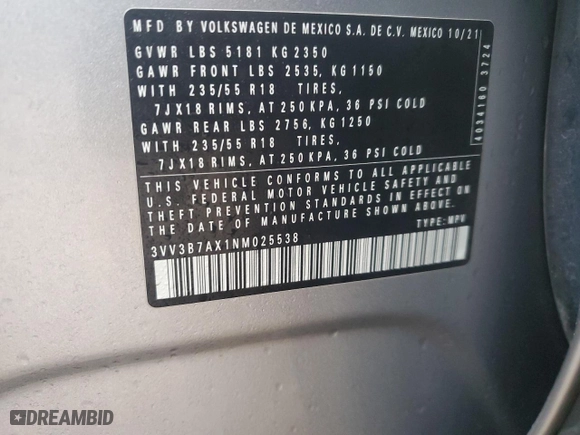 MFD BY VOLKSWAGEN DE MEXICO S.A. DE C.V. MEXICO 10/21
GVWR LBS 5181 KG 2350
GAWR FRONT LBS 2535, KG 1150
WITH 235/55 R18 TIRES,
7JX18 RIMS, AT 250 KPA, 36 PSI COLD
GAWR REAR LBS 2756, KG 1250
WITH 235/55 R18 TIRES,
7JX18 RIMS, AT 250 KPA, 36 PSI COLD
THIS VEHICLE CONFORMS TO ALL APPLICABLE
U.S. FEDERAL MOTOR VEHICLE SAFETY AND
THEFT PREVENTION STANDARDS IN EFFECT ON
THE DATE OF MANUFACTURE SHOWN ABOVE.
3VV3B7AX1NM025538 TYPE: MPV
4034160 3724
DREAMBID